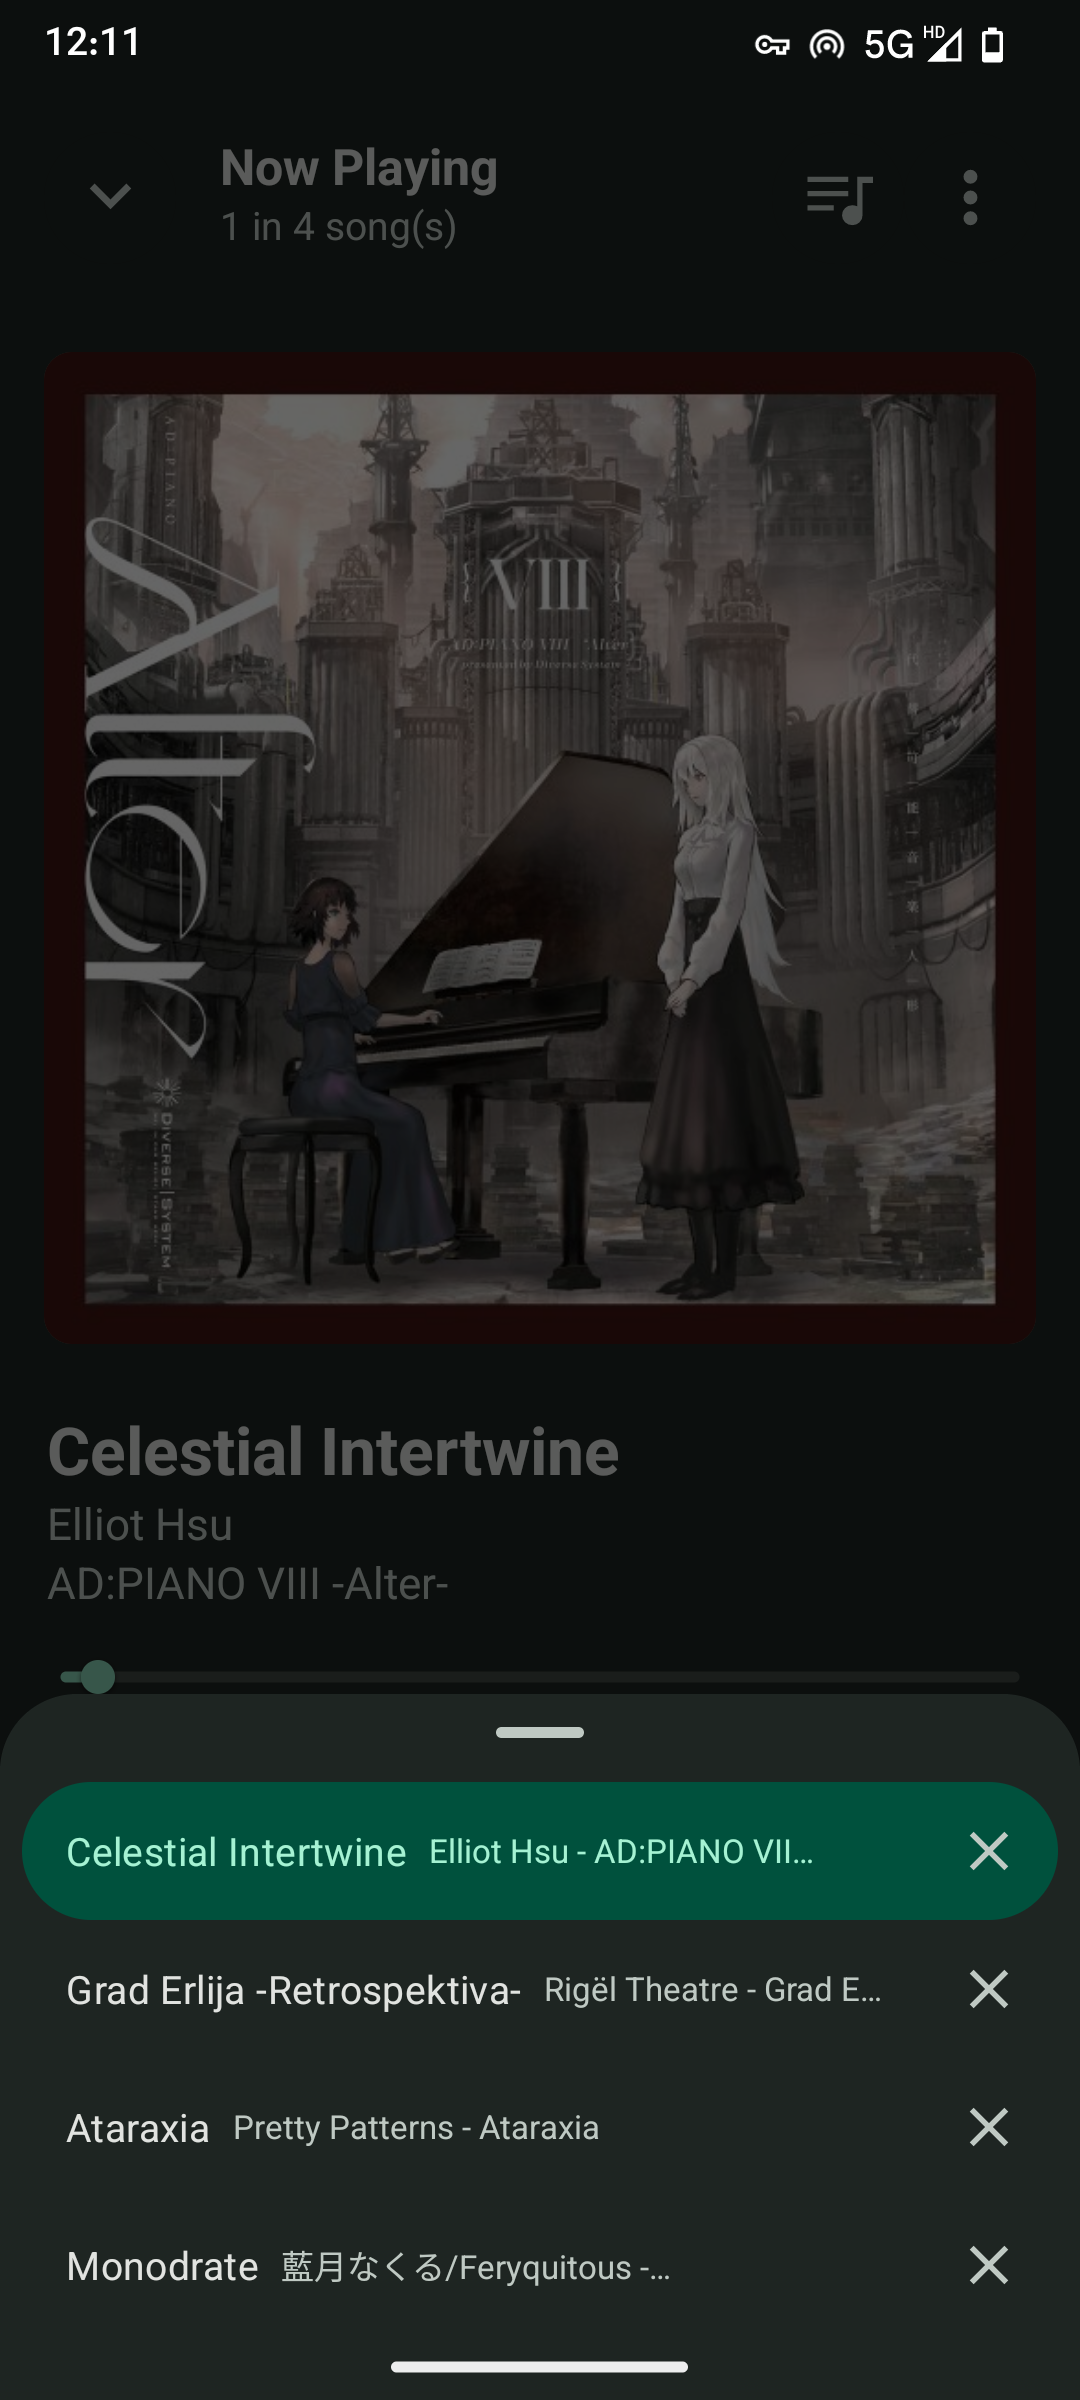 12:11
5G HD
Now Playing
1 in 4 song(s)
AD:PIANO
VIII
AD:PIANO VIII "Alter"
presented by Diverse System
Alter
DIVERSE SYSTEM
Celestial Intertwine
Elliot Hsu
AD:PIANO VIII -Alter-
Celestial Intertwine Elliot Hsu - AD:PIANO VII...
Grad Erlija -Retrospektiva- Rigël Theatre - Grad E...
Ataraxia Pretty Patterns - Ataraxia
Monodrate 藍月なくる/Feryquitous -...